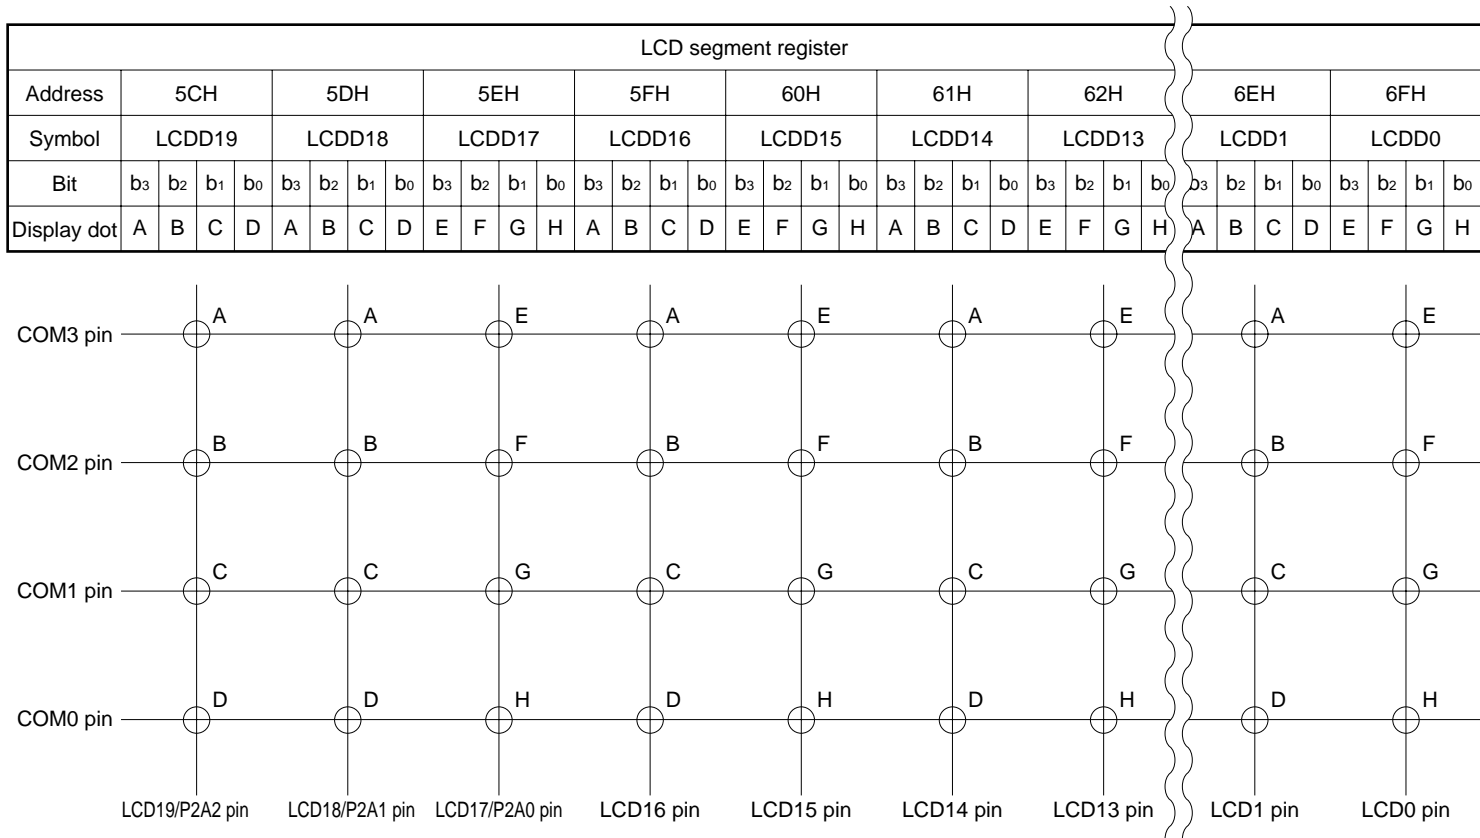 LCD segment register
Address 5CH 5DH 5EH 5FH 60H 61H 62H 6EH 6FH
Symbol LCDD19 LCDD18 LCDD17 LCDD16 LCDD15 LCDD14 LCDD13 LCDD1 LCDD0
Bit b3 b2 b1 b0 b3 b2 b1 b0 b3 b2 b1 b0 b3 b2 b1 b0 b3 b2 b1 b0 b3 b2 b1 b0 b3 b2 b1 b0 b3 b2 b1 b0 b3 b2 b1 b0
Display dot A B C D A B C D E F G H A B C D E F G H A B C D E F G H A B C D E F G H
COM3 pin A A E A E A E A E
COM2 pin B B F B F B F B F
COM1 pin C C G C G C G C G
COM0 pin D D H D H D H D H
LCD19/P2A2 pin LCD18/P2A1 pin LCD17/P2A0 pin LCD16 pin LCD15 pin LCD14 pin LCD13 pin LCD1 pin LCD0 pin